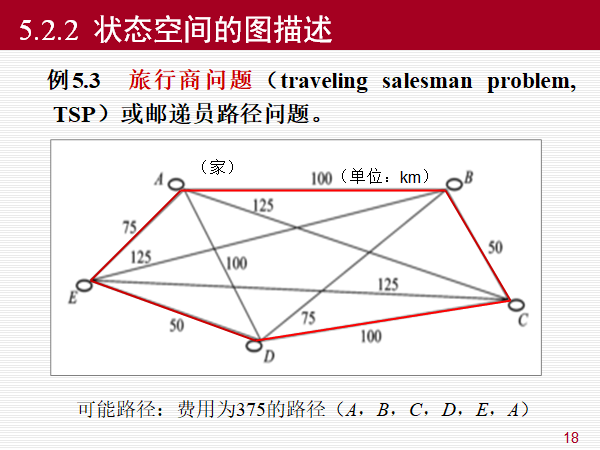 5.2.2 状态空间的图描述
例5.3 旅行商问题（traveling salesman problem,
TSP）或邮递员路径问题。
（家）
A
100（单位：km）
B
125
75
125
100
50
125
E
C
50
75
100
D
可能路径：费用为375的路径（A，B，C，D，E，A）
18